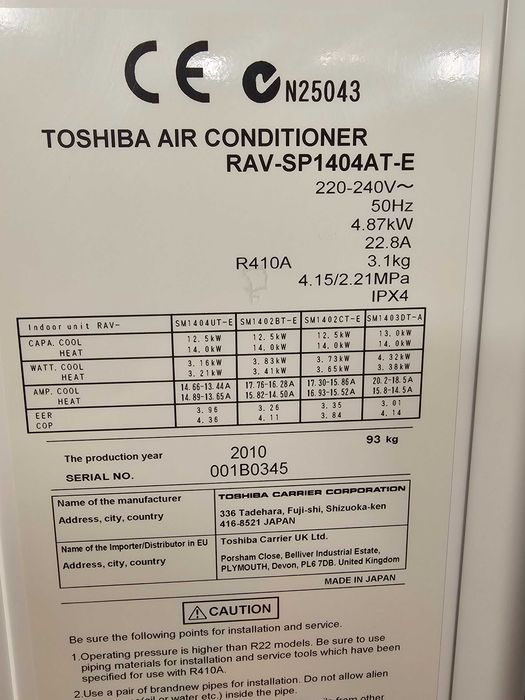 CE N25043
TOSHIBA AIR CONDITIONER
RAV-SP1404AT-E
220-240V~
50Hz
4.87kW
22.8A
R410A 3.1kg
4.15/2.21MPa
IPX4
Indoor unit RAV- SM1404UT-E SM1402BT-E SM1402CT-E SM1403DT-A
CAPA. COOL 12.5kW 12.5kW 12.5kW 13.0kW
HEAT 14.0kW 14.0kW 14.0kW 14.0kW
WATT. COOL 3.16kW 3.83kW 3.73kW 4.32kW
HEAT 3.21kW 3.41kW 3.65kW 3.38kW
AMP. COOL 14.66-13.44A 17.76-16.28A 17.30-15.86A 20.2-18.5A
HEAT 14.89-13.65A 15.82-14.50A 16.93-15.52A 15.8-14.5A
EER 3.96 3.26 3.35 3.01
COP 4.36 4.11 3.84 4.14
93 kg
The production year 2010
SERIAL NO. 001B0345
Name of the manufacturer TOSHIBA CARRIER CORPORATION
Address, city, country 336 Tadehara, Fuji-shi, Shizuoka-ken
416-8521 JAPAN
Name of the Importer/Distributor in EU Toshiba Carrier UK Ltd.
Address, city, country Porsham Close, Belliver Industrial Estate,
PLYMOUTH, Devon, PL6 7DB. United Kingdom
MADE IN JAPAN
CAUTION
Be sure the following points for installation and service.
1.Operating pressure is higher than R22 models. Be sure to use
piping materials for installation and service tools which have been
specified for use with R410A.
2.Use a pair of brandnew pipes for installation. Do not allow alien
(oil or water etc.) inside the pipe.
from other